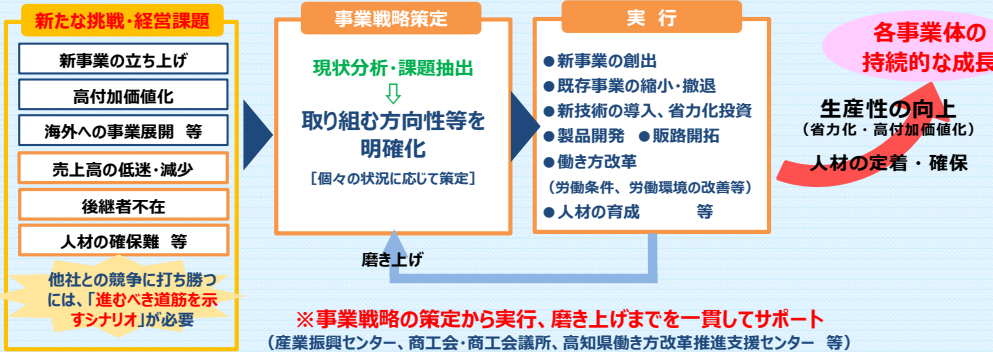 新たな挑戦・経営課題
新事業の立ち上げ
高付加価値化
海外への事業展開 等
売上高の低迷・減少
後継者不在
人材の確保難 等
他社との競争に打ち勝つ
には、「進むべき道筋を示
すシナリオ」が必要
事業戦略策定
現状分析・課題抽出
⇩
取り組む方向性等を
明確化
［個々の状況に応じて策定］
実 行
●新事業の創出
●既存事業の縮小・撤退
●新技術の導入、省力化投資
●製品開発 ●販路開拓
●働き方改革
（労働条件、労働環境の改善等）
●人材の育成 等
磨き上げ
各事業体の
持続的な成長
生産性の向上
（省力化・高付加価値化）
人材の定着・確保
※事業戦略の策定から実行、磨き上げまでを一貫してサポート
（産業振興センター、商工会・商工会議所、高知県働き方改革推進支援センター 等）